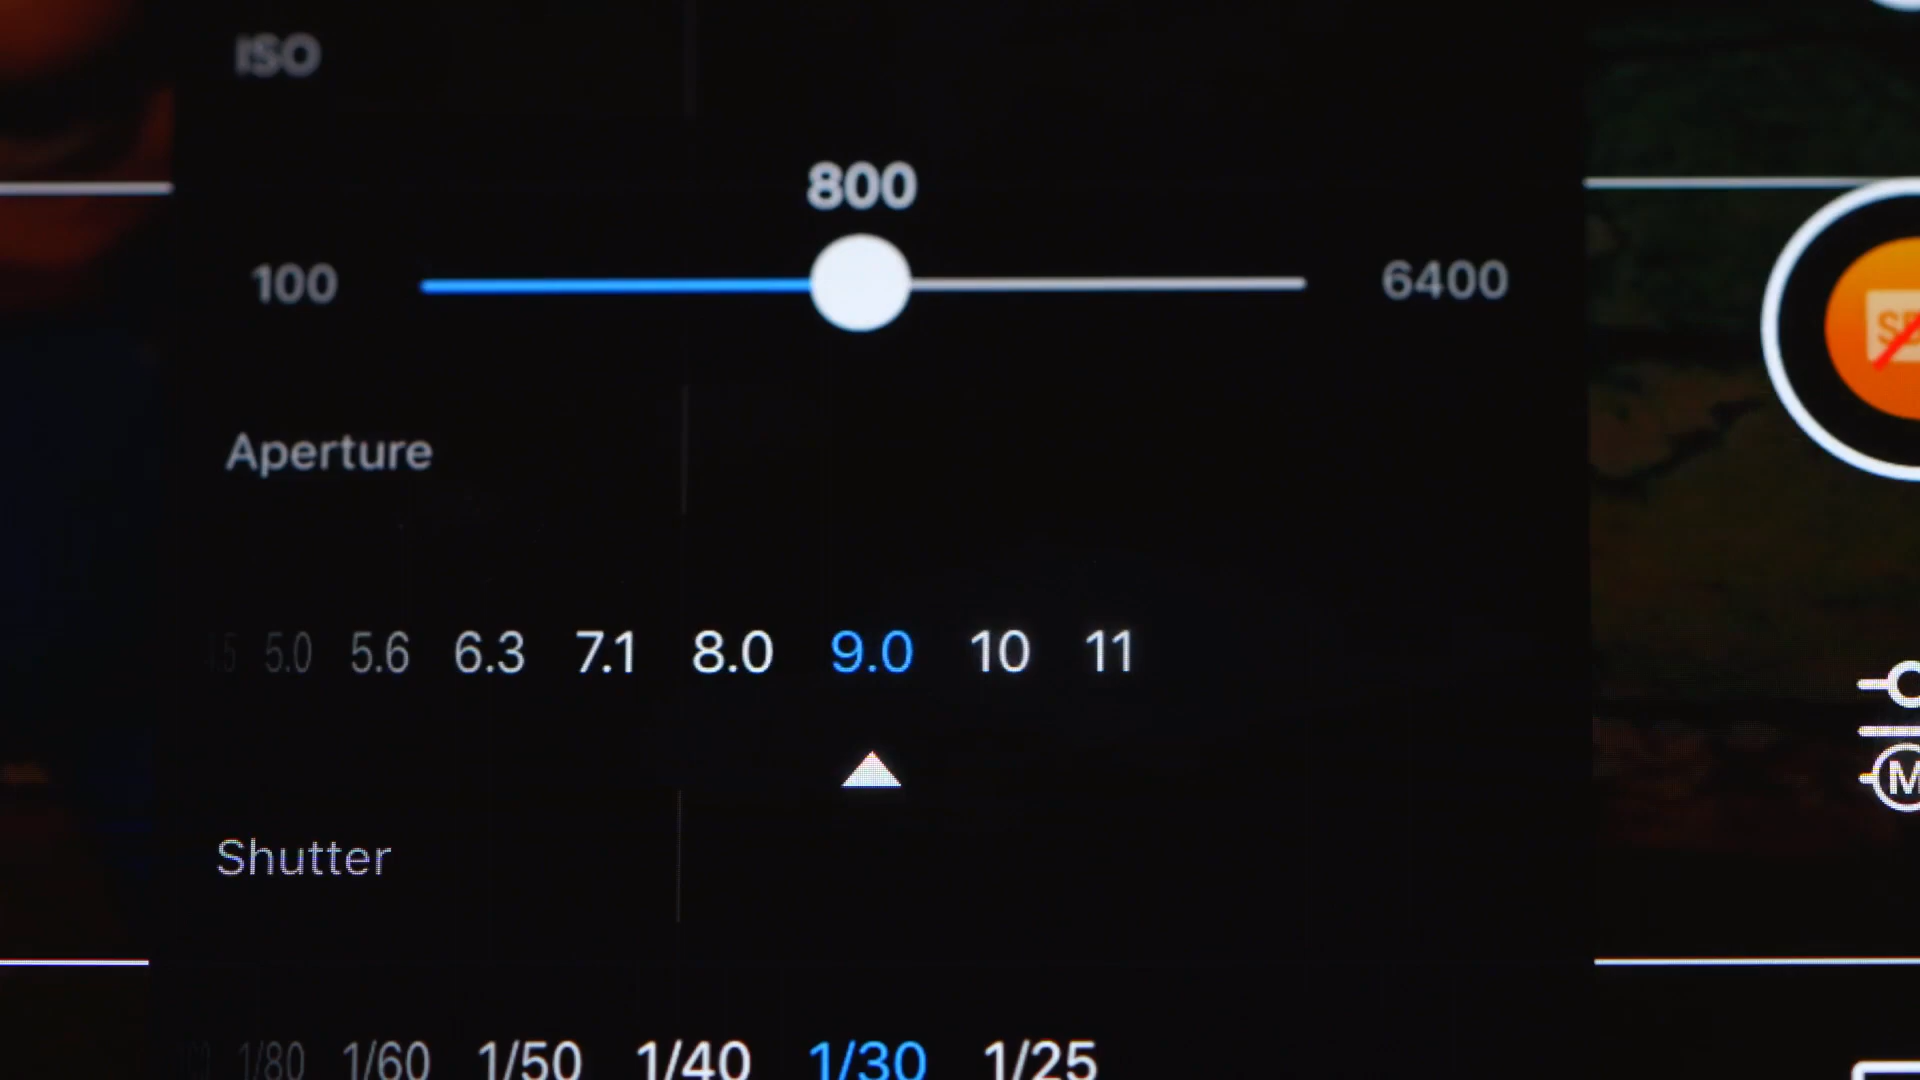 ISO
800
100 6400
Aperture
5.0 5.6 6.3 7.1 8.0 9.0 10 11
M
Shutter
1/80 1/60 1/50 1/40 1/30 1/25